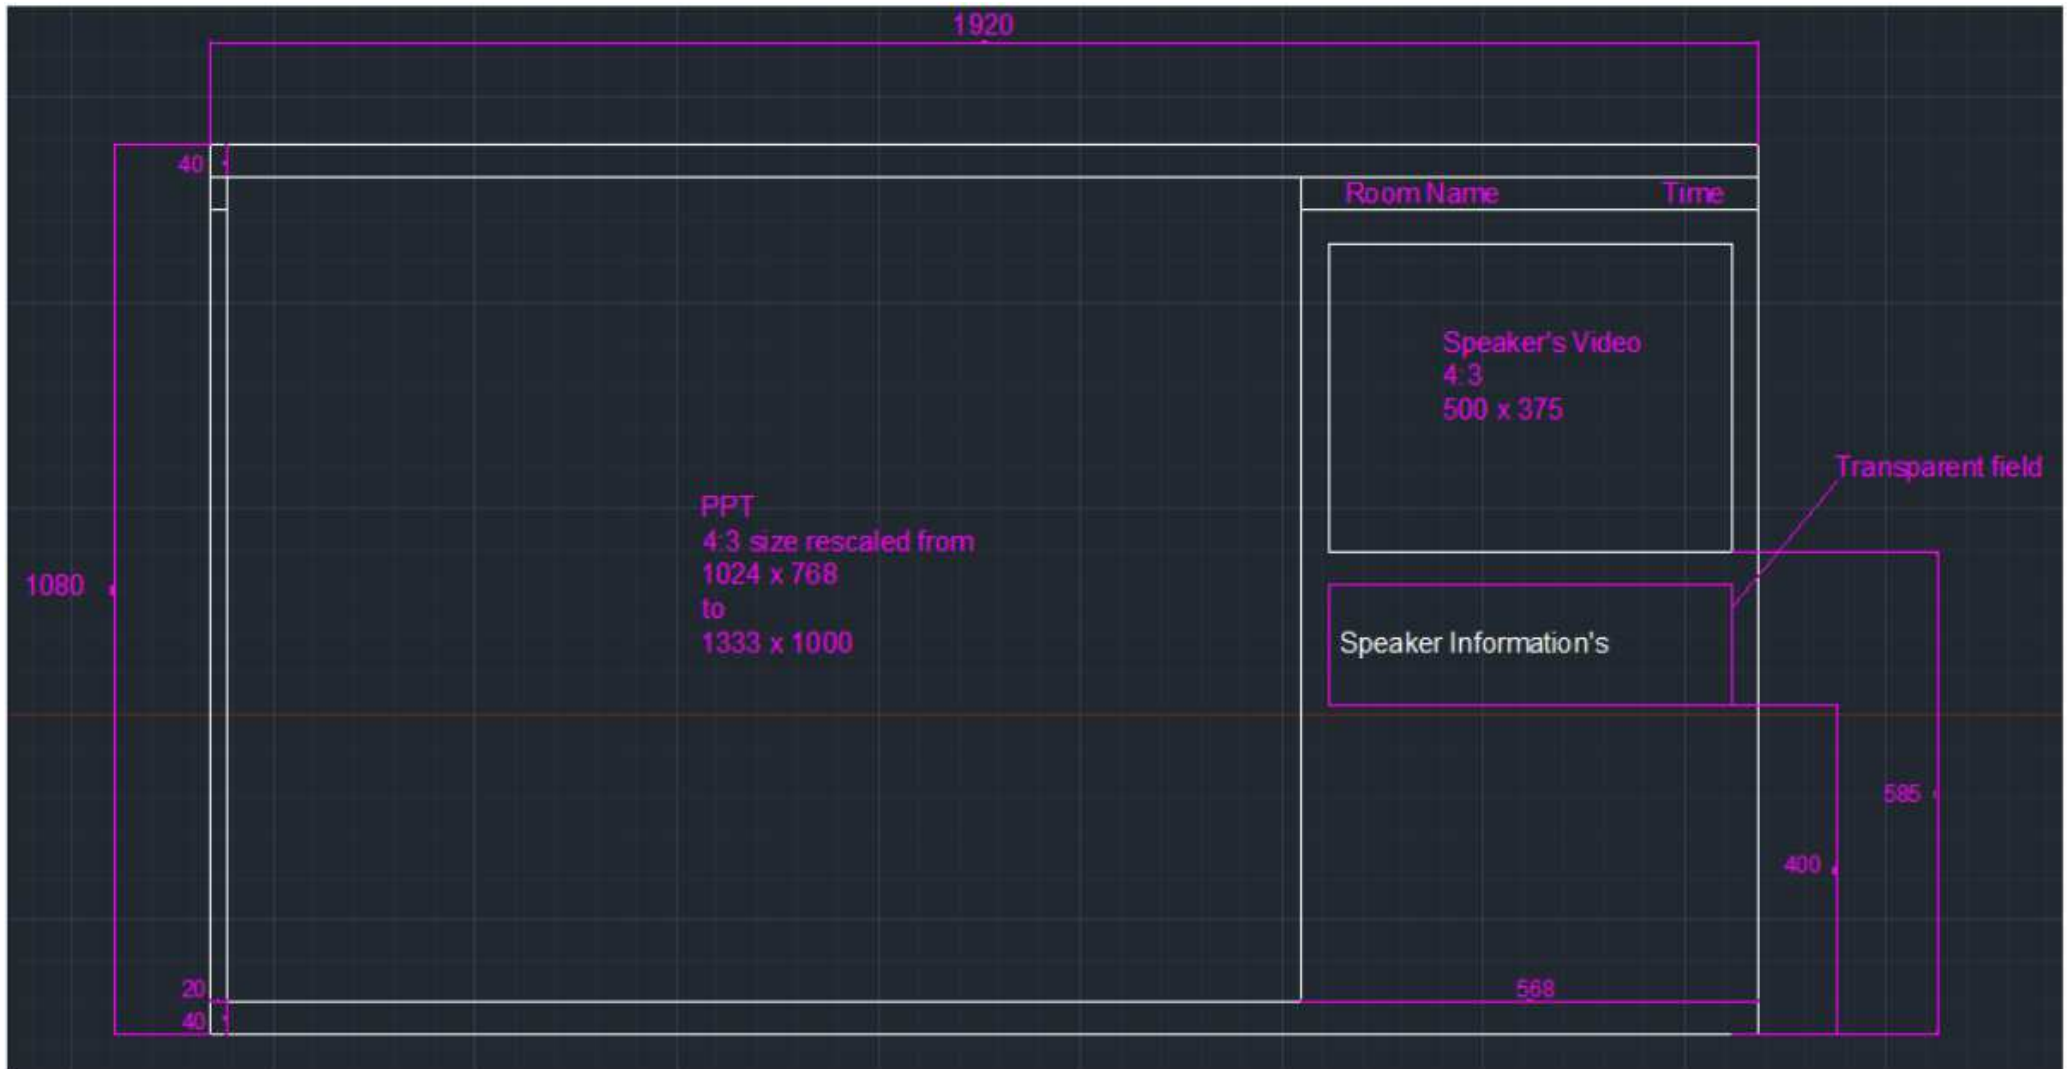 1920
40
Room Name Time
Speaker's Video
4:3
500 x 375
Transparent field
PPT
4:3 size rescaled from
1024 x 768
to
1333 x 1000
1080
Speaker Information's
585
400
20
568
40